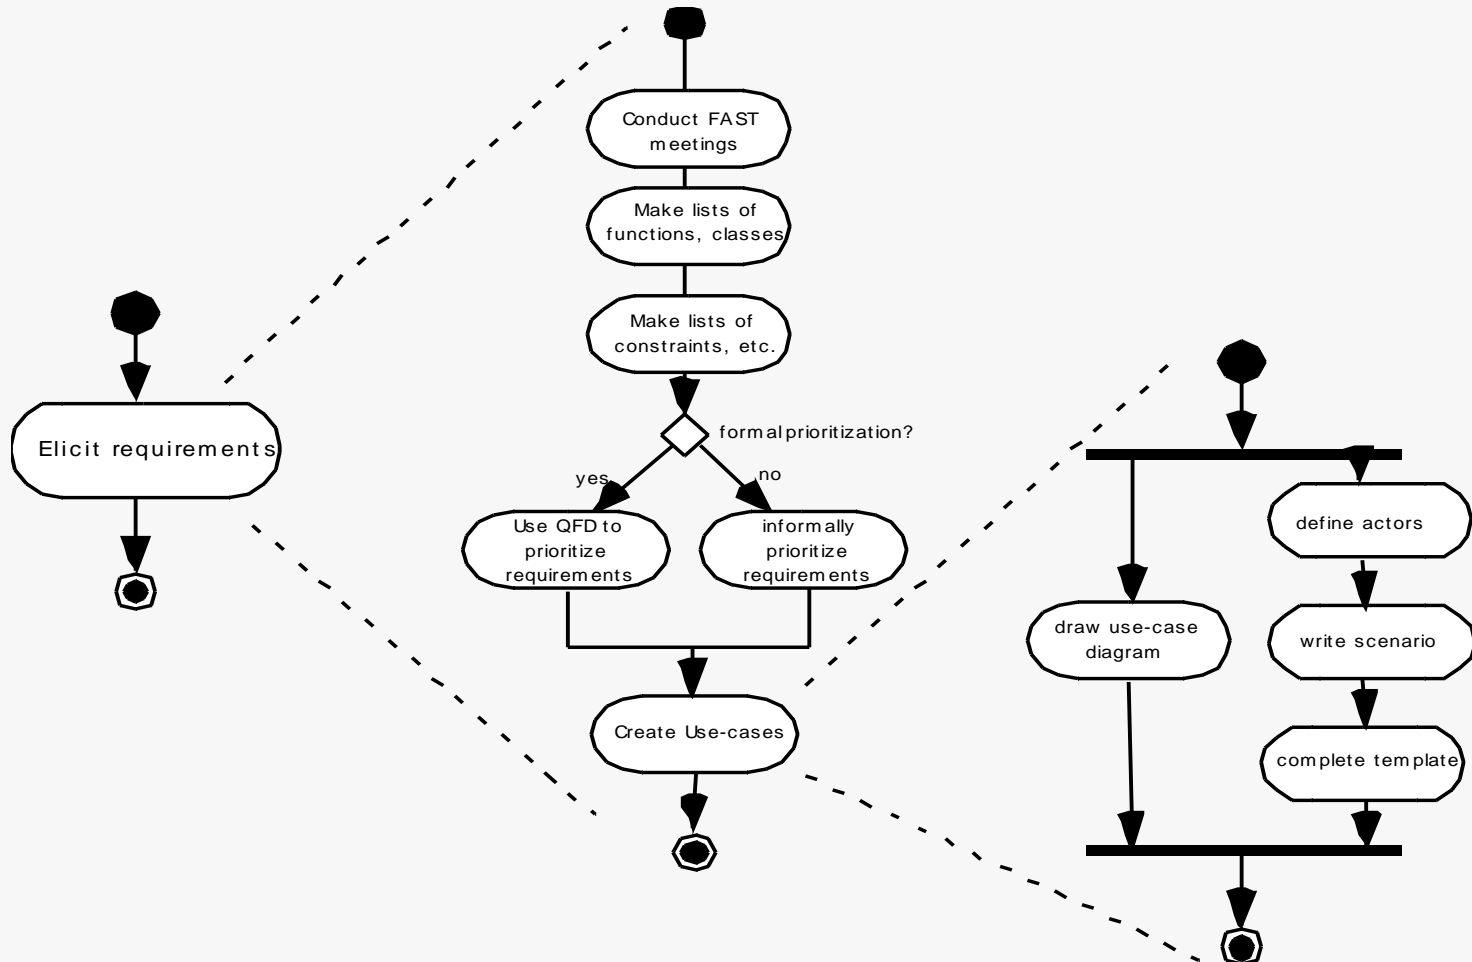 Elicit requirements
Conduct FAST
meetings
Make lists of
functions, classes
Make lists of
constraints, etc.
formal prioritization?
yes
no
Use QFD to
prioritize
requirements
informally
prioritize
requirements
Create Use-cases
draw use-case
diagram
define actors
write scenario
complete template